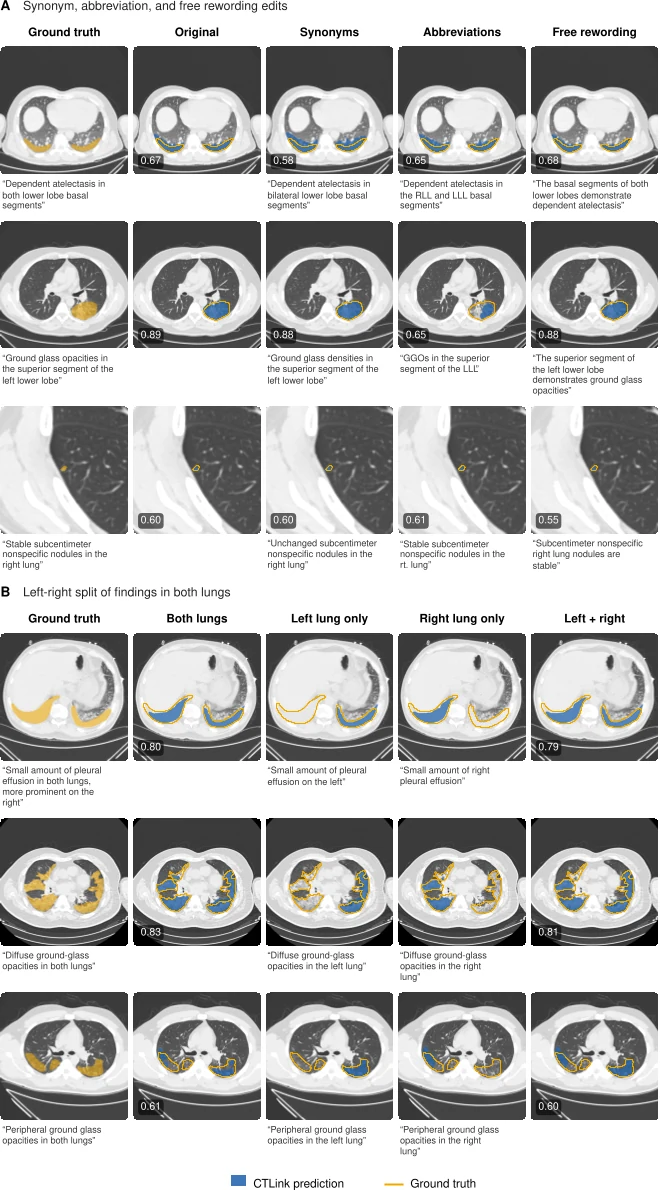 A Synonym, abbreviation, and free rewording edits
Ground truth Original Synonyms Abbreviations Free rewording
0.67 0.58 0.65 0.68
“Dependent atelectasis in
both lower lobe basal
segments”
“Dependent atelectasis in
bilateral lower lobe basal
segments”
“Dependent atelectasis in
the RLL and LLL basal
segments”
“The basal segments of both
lower lobes demonstrate
dependent atelectasis”
0.89 0.88 0.65 0.88
“Ground glass opacities in
the superior segment of the
left lower lobe”
“Ground glass densities in
the superior segment of the
left lower lobe”
“GGOs in the superior
segment of the LLL”
“The superior segment of
the left lower lobe
demonstrates ground glass
opacities”
0.60 0.60 0.61 0.55
“Stable subcentimeter
nonspecific nodules in the
right lung”
“Unchanged subcentimeter
nonspecific nodules in the
right lung”
“Stable subcentimeter
nonspecific nodules in the
rt. lung”
“Subcentimeter nonspecific
right lung nodules are
stable”
B Left-right split of findings in both lungs
Ground truth Both lungs Left lung only Right lung only Left + right
0.80 0.79
“Small amount of pleural
effusion in both lungs,
more prominent on the
right”
“Small amount of pleural
effusion on the left”
“Small amount of right
pleural effusion”
0.83 0.81
“Diffuse ground-glass
opacities in both lungs”
“Diffuse ground-glass
opacities in the left lung”
“Diffuse ground-glass
opacities in the right
lung”
0.61 0.60
“Peripheral ground glass
opacities in both lungs”
“Peripheral ground glass
opacities in the left lung”
“Peripheral ground glass
opacities in the right
lung”
CTLink prediction Ground truth